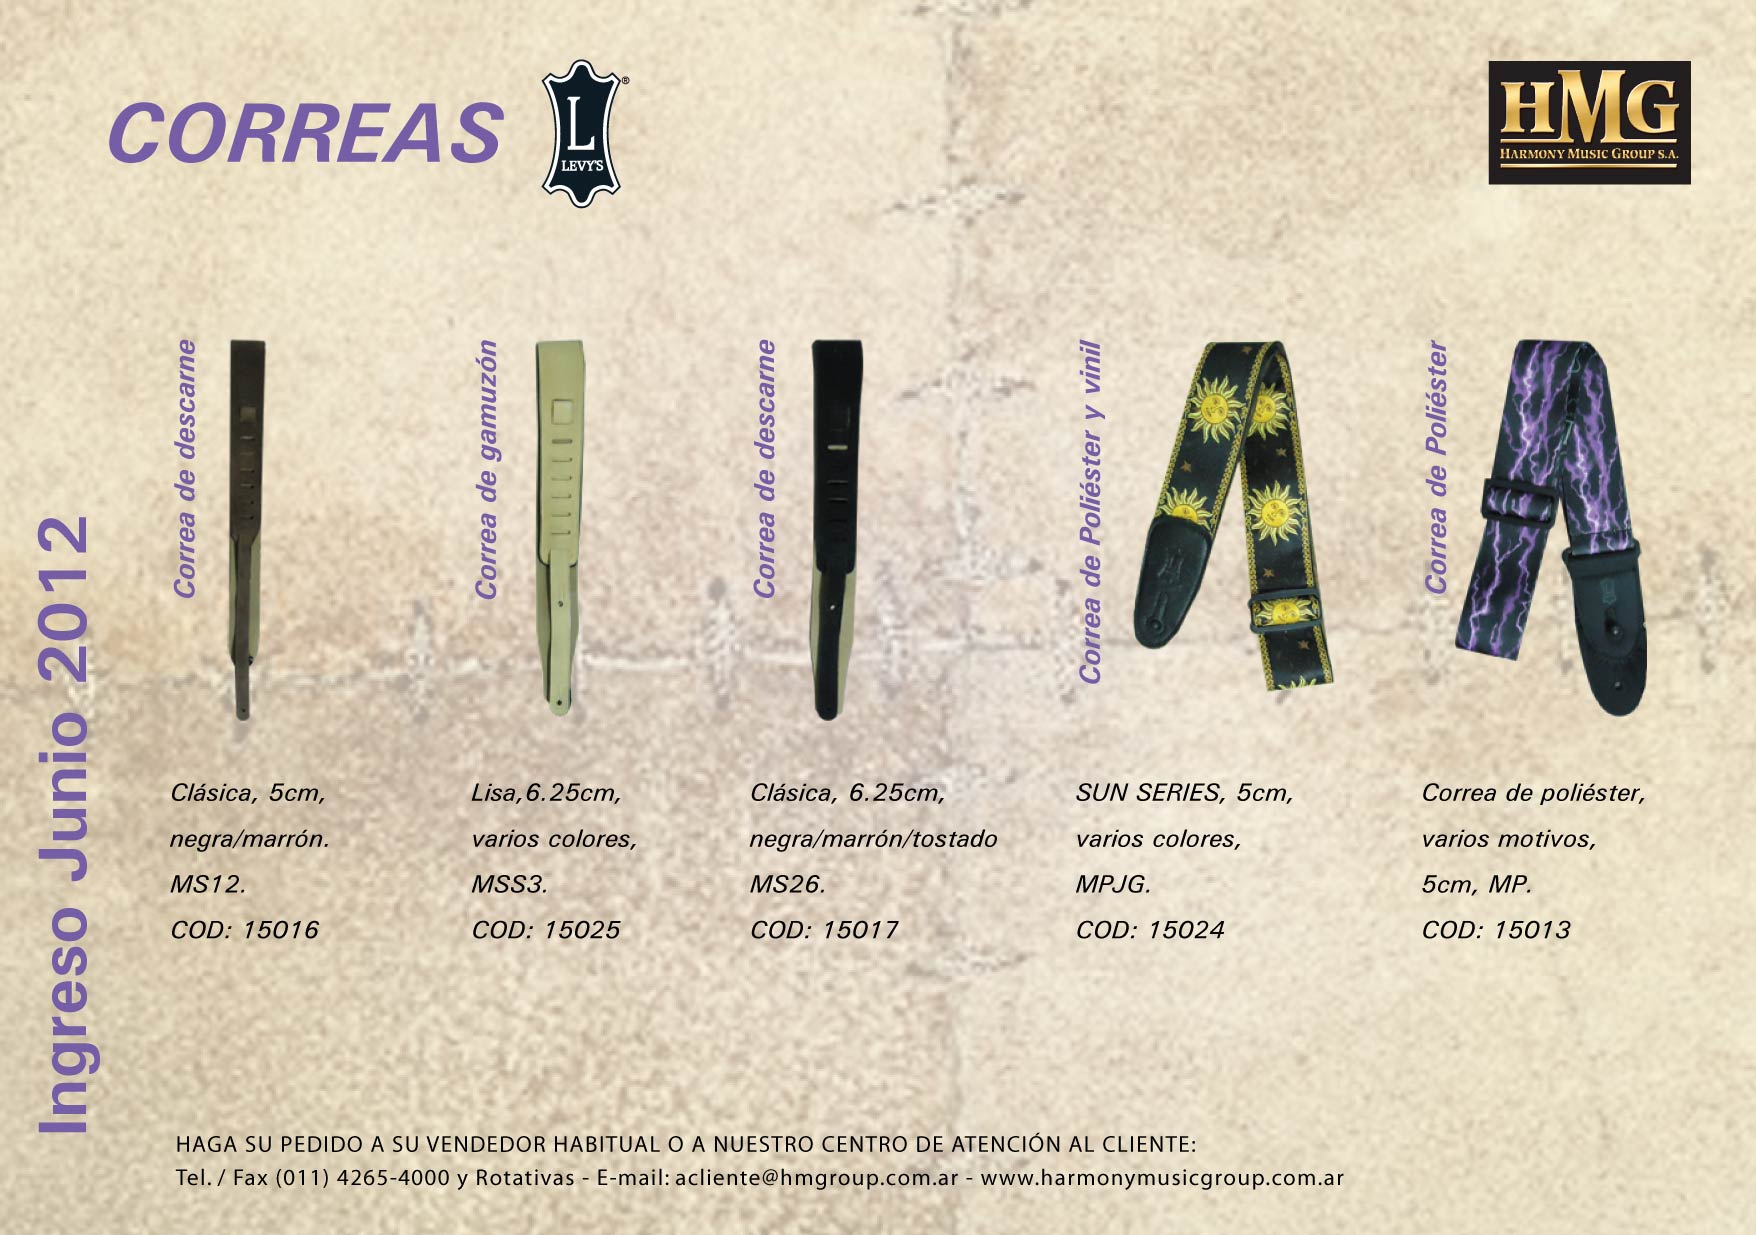 CORREAS
L
LEVY'S
®
HMG
HARMONY MUSIC GROUP S.A.
Ingreso Junio 2012
Correa de descarne
Clásica, 5cm,
negra/marrón.
MS12.
COD: 15016
Correa de gamuzón
Lisa,6.25cm,
varios colores,
MSS3.
COD: 15025
Correa de descarne
Clásica, 6.25cm,
negra/marrón/tostado
MS26.
COD: 15017
Correa de Poliéster y vinil
SUN SERIES, 5cm,
varios colores,
MPJG.
COD: 15024
Correa de Poliéster
Correa de poliéster,
varios motivos,
5cm, MP.
COD: 15013
HAGA SU PEDIDO A SU VENDEDOR HABITUAL O A NUESTRO CENTRO DE ATENCIÓN AL CLIENTE:
Tel. / Fax (011) 4265-4000 y Rotativas - E-mail: acliente@hmgroup.com.ar - www.harmonymusicgroup.com.ar